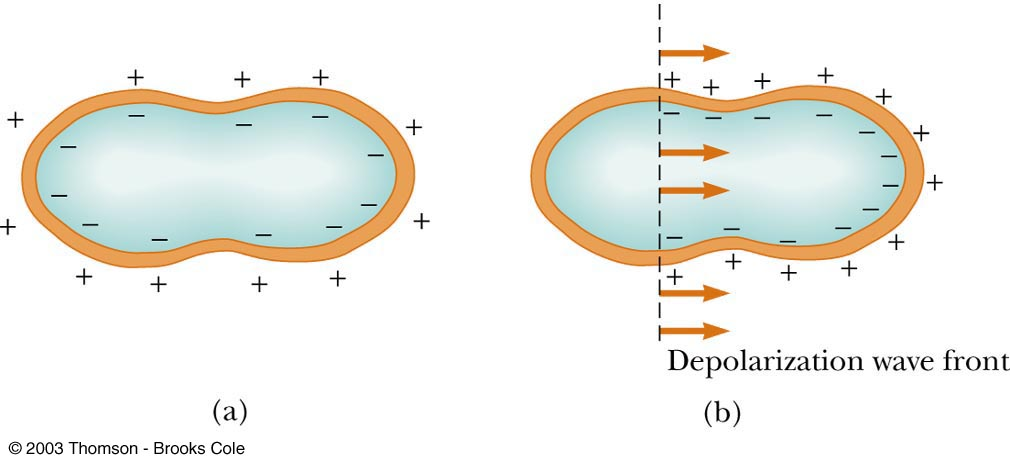 Depolarization wave front
(a)
(b)
© 2003 Thomson - Brooks Cole